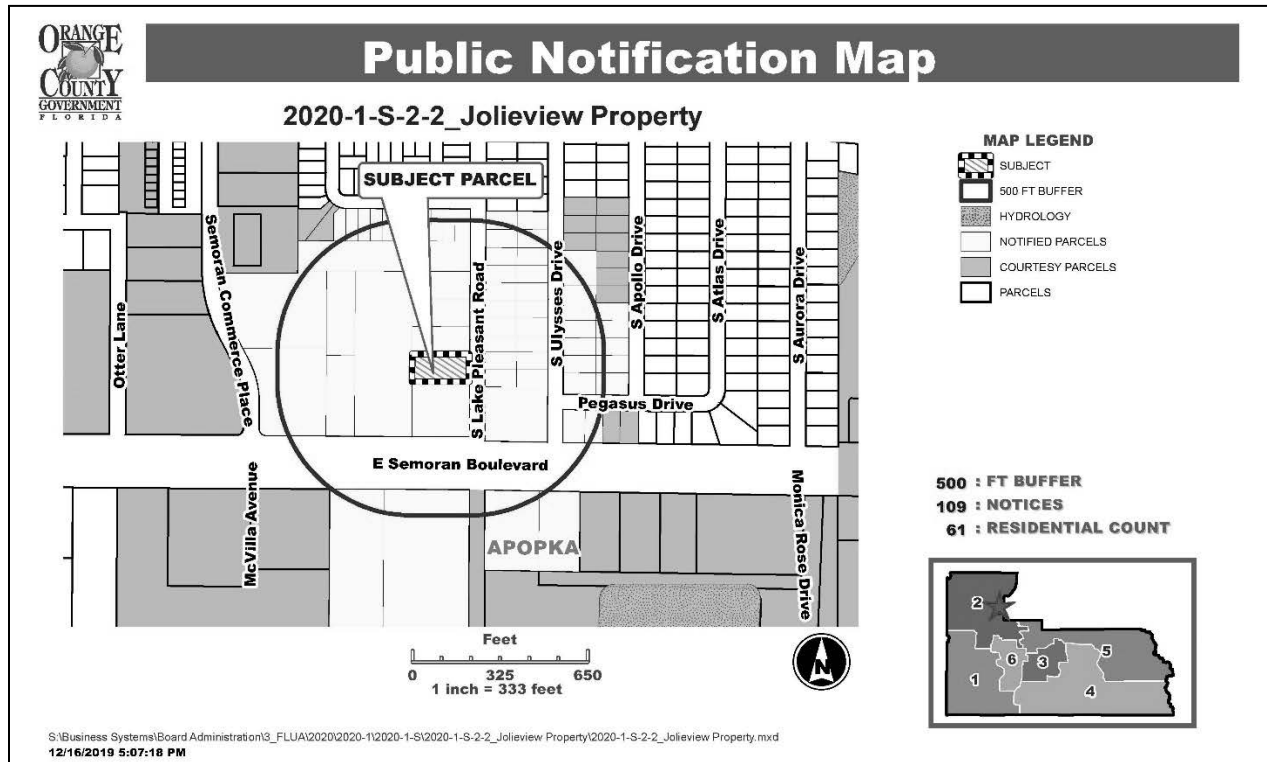 ORANGE
COUNTY
GOVERNMENT
FLORIDA
Public Notification Map
2020-1-S-2-2_Jolieview Property
SUBJECT PARCEL
Otter Lane
Semoran Commerce Place
S Lake Pleasant Road
S Ulysses Drive
S Apollo Drive
S Atlas Drive
S Aurora Drive
Pegasus Drive
E Semoran Boulevard
McVilla Avenue
APOPKA
Monica Rose Drive
MAP LEGEND
SUBJECT
500 FT BUFFER
HYDROLOGY
NOTIFIED PARCELS
COURTESY PARCELS
PARCELS
500 : FT BUFFER
109 : NOTICES
61 : RESIDENTIAL COUNT
2
1
6
3
5
4
Feet
0 325 650
1 inch = 333 feet
N
S:\Business Systems\Board Administration\3_FLUA\2020\2020-1\2020-1-S\2020-1-S-2-2_Jolieview Property\2020-1-S-2-2_Jolieview Property.mxd
12/16/2019 5:07:18 PM